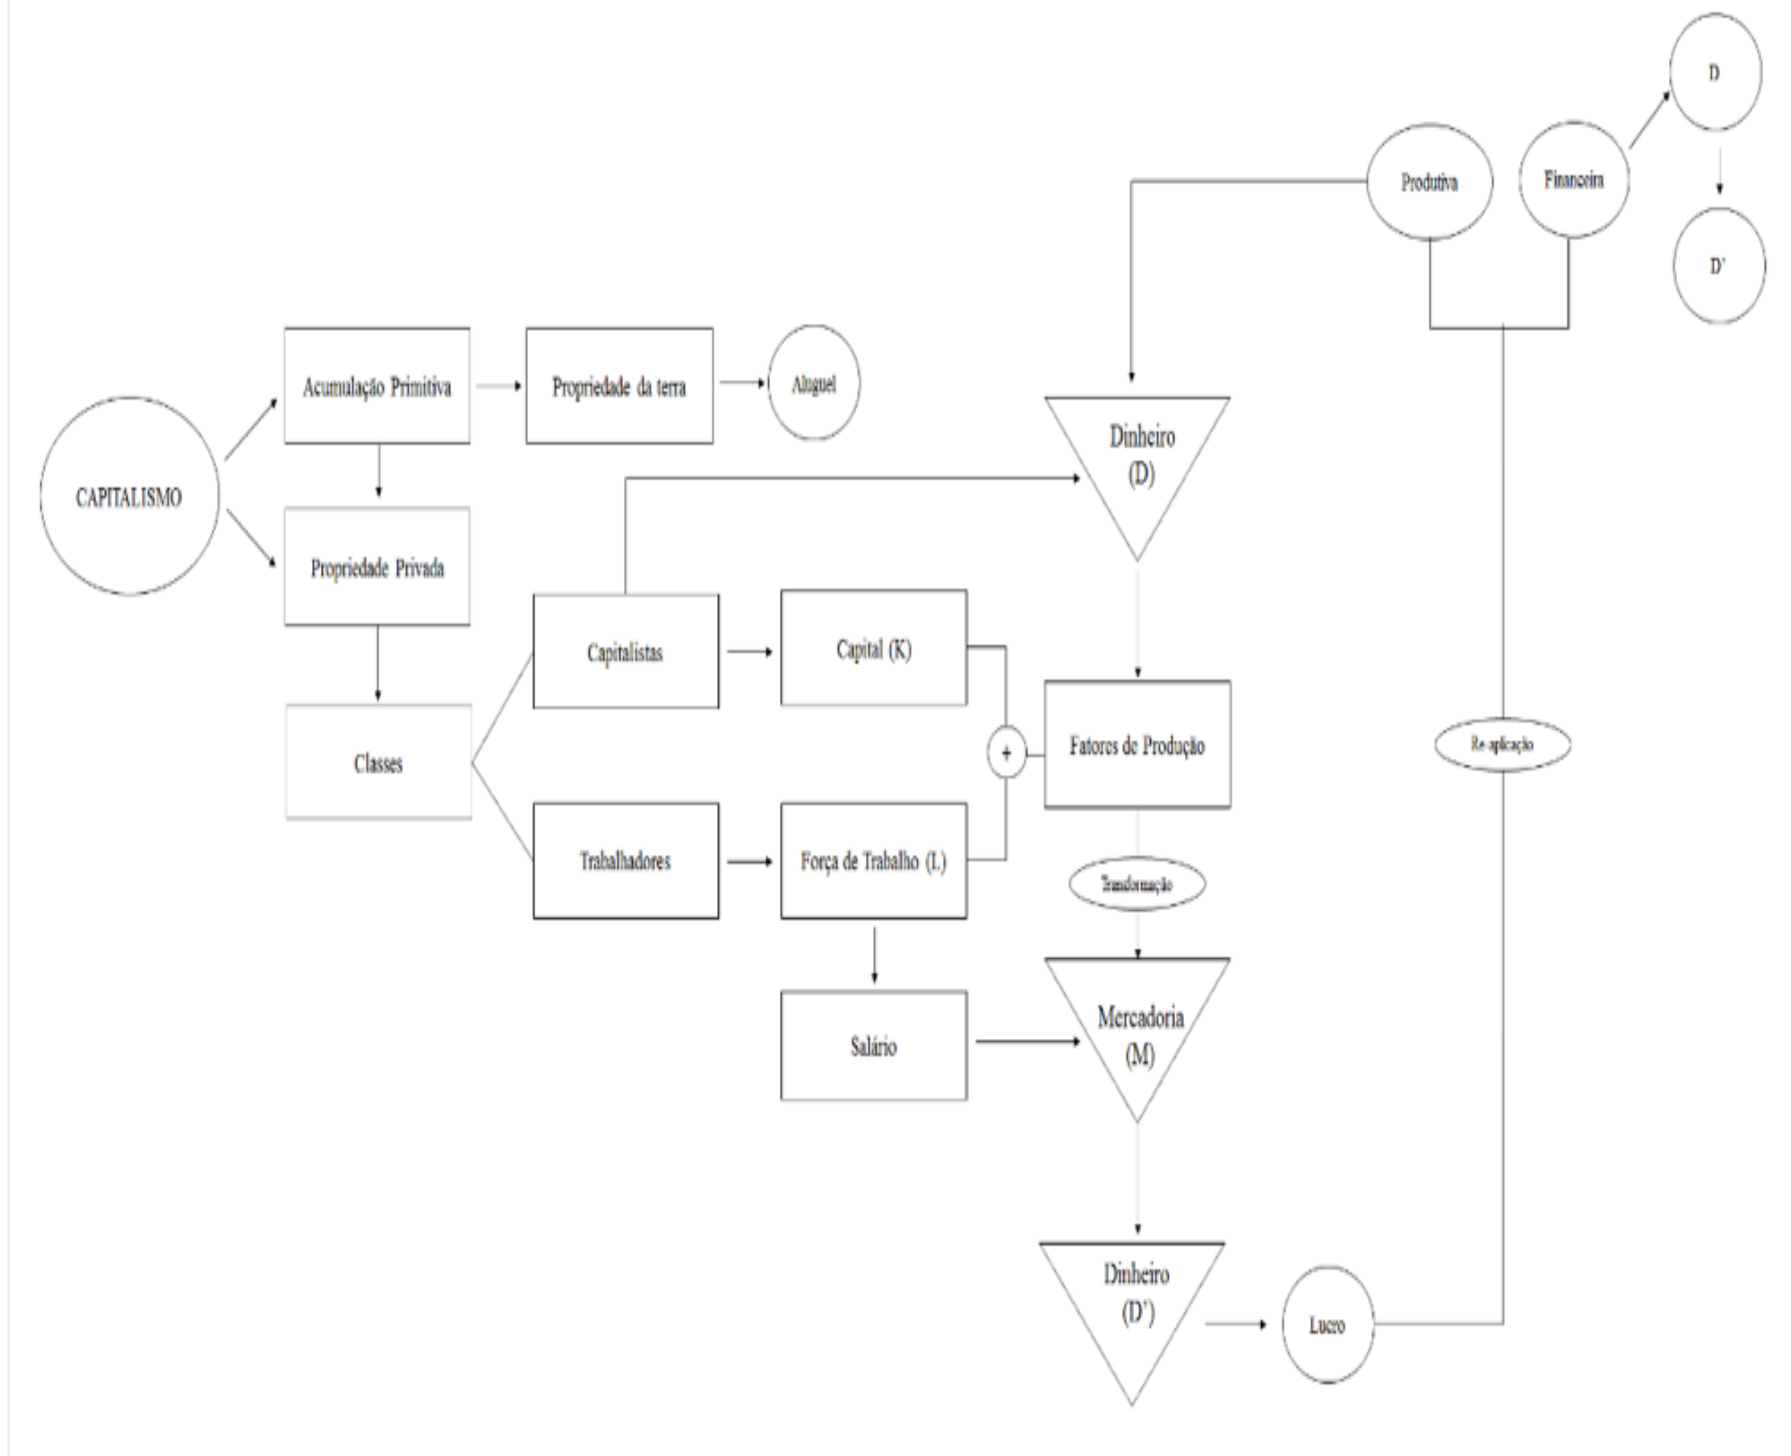 D
Produtiva
Financeira
D'
Acumulação Primitiva
Propriedade da terra
Aluguel
Dinheiro
(D)
CAPITALISMO
Propriedade Privada
Capitalistas
Capital (K)
Classes
+
Fatores de Produção
Re-aplicação
Trabalhadores
Força de Trabalho (L)
Transformação
Salário
Mercadoria
(M)
Dinheiro
(D')
Lucro